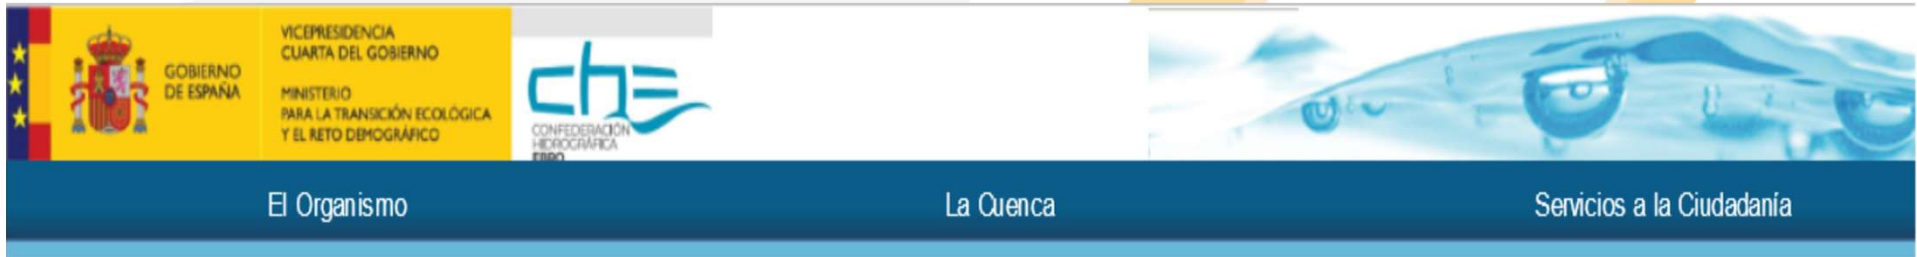 GOBIERNO
DE ESPAÑA
VICEPRESIDENCIA
CUARTA DEL GOBIERNO
MINISTERIO
PARA LA TRANSICIÓN ECOLÓGICA
Y EL RETO DEMOGRÁFICO
che
CONFEDERACIÓN
HIDROGRÁFICA
EBRO
El Organismo
La Cuenca
Servicios a la Ciudadanía